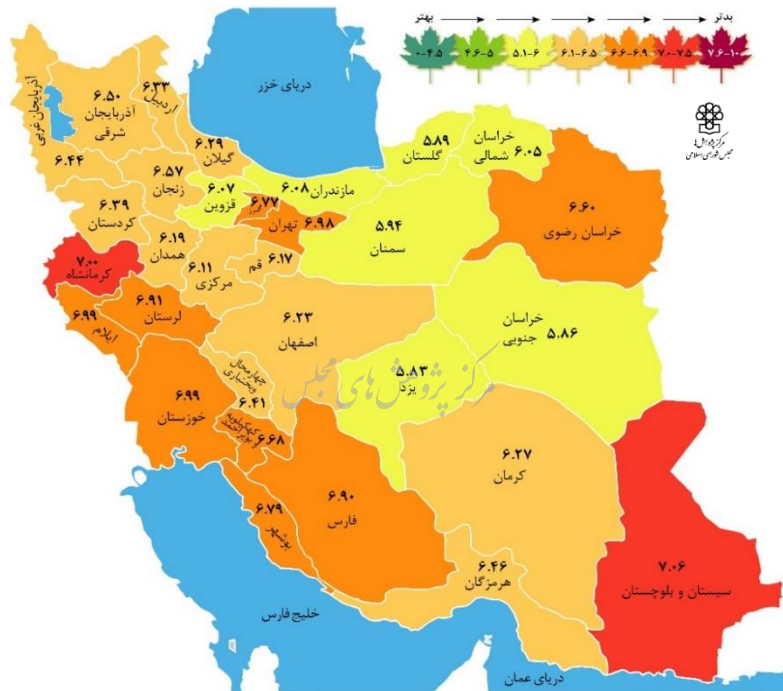 بهتر
بدتر
۰-۴.۵
۴.۶-۵
۵.۱-۶
۶.۱-۶.۵
۶.۶-۶.۹
۷.۰-۷.۵
۷.۶-۱۰
مرکز پژوهش‌ها
مجلس شورای اسلامی
دریای خزر
آذربایجان غربی
۶.۴۴
۶.۵۰
آذربایجان
شرقی
۶.۳۳
اردبیل
۶.۲۹
گیلان
۶.۵۷
زنجان
۶.۰۷
قزوین
۶.۰۸ مازندران
۵.۸۹
گلستان
خراسان
شمالی ۶.۰۵
۶.۶۰
خراسان رضوی
۶.۳۹
کردستان
۶.۱۹
همدان
۶.۷۷
تهران ۶.۹۸
۵.۹۴
سمنان
۷.۰۰
کرمانشاه
۶.۱۱
مرکزی
قم ۶.۱۷
۶.۹۹
ایلام
۶.۹۱
لرستان
۶.۲۳
اصفهان
خراسان
جنوبی ۵.۸۶
۵.۸۳
یزد
مرکز پژوهش‌های مجلس
چهارمحال
وبختیاری
۶.۴۱
۶.۹۹
خوزستان
کهکیلویه
و بویر احمد
۶.۶۸
۶.۲۷
کرمان
۶.۹۰
فارس
۶.۷۹
بوشهر
۶.۴۶
هرمزگان
۷.۰۶
سیستان و بلوچستان
خلیج فارس
دریای عمان